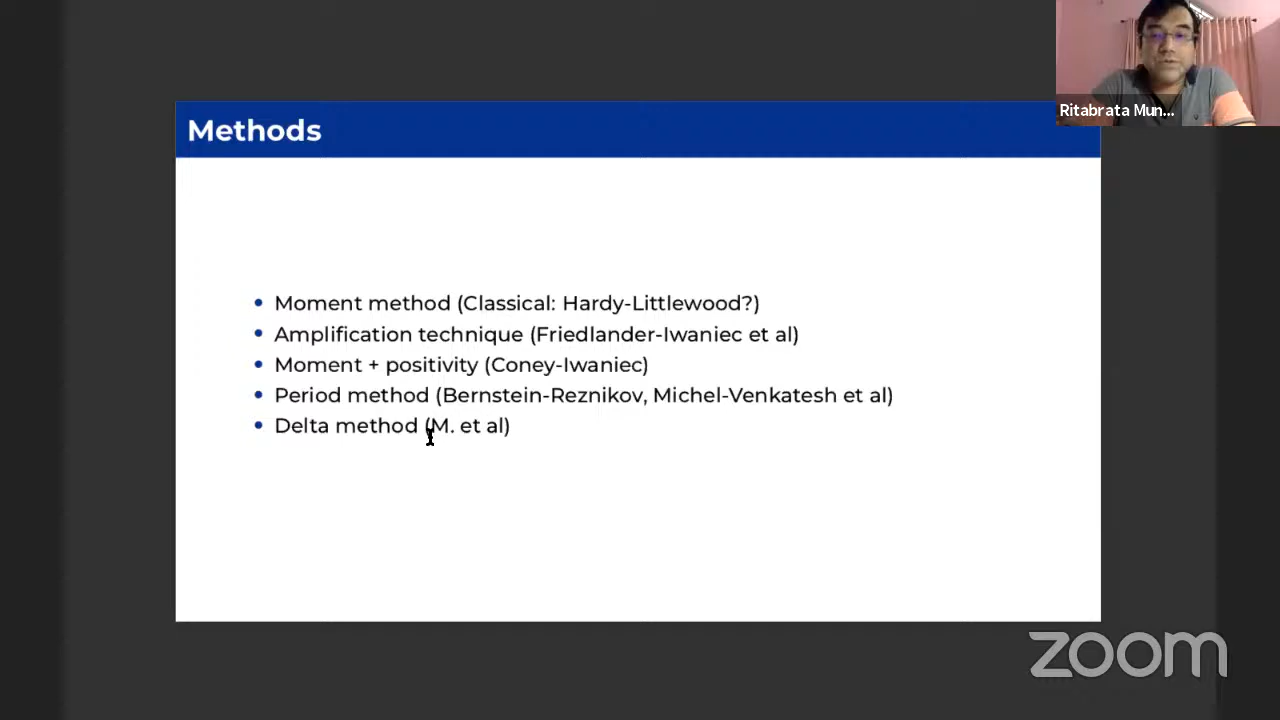 Ritabrata Mun...
Methods
• Moment method (Classical: Hardy-Littlewood?)
• Amplification technique (Friedlander-Iwaniec et al)
• Moment + positivity (Coney-Iwaniec)
• Period method (Bernstein-Reznikov, Michel-Venkatesh et al)
• Delta method (M. et al)
zoom